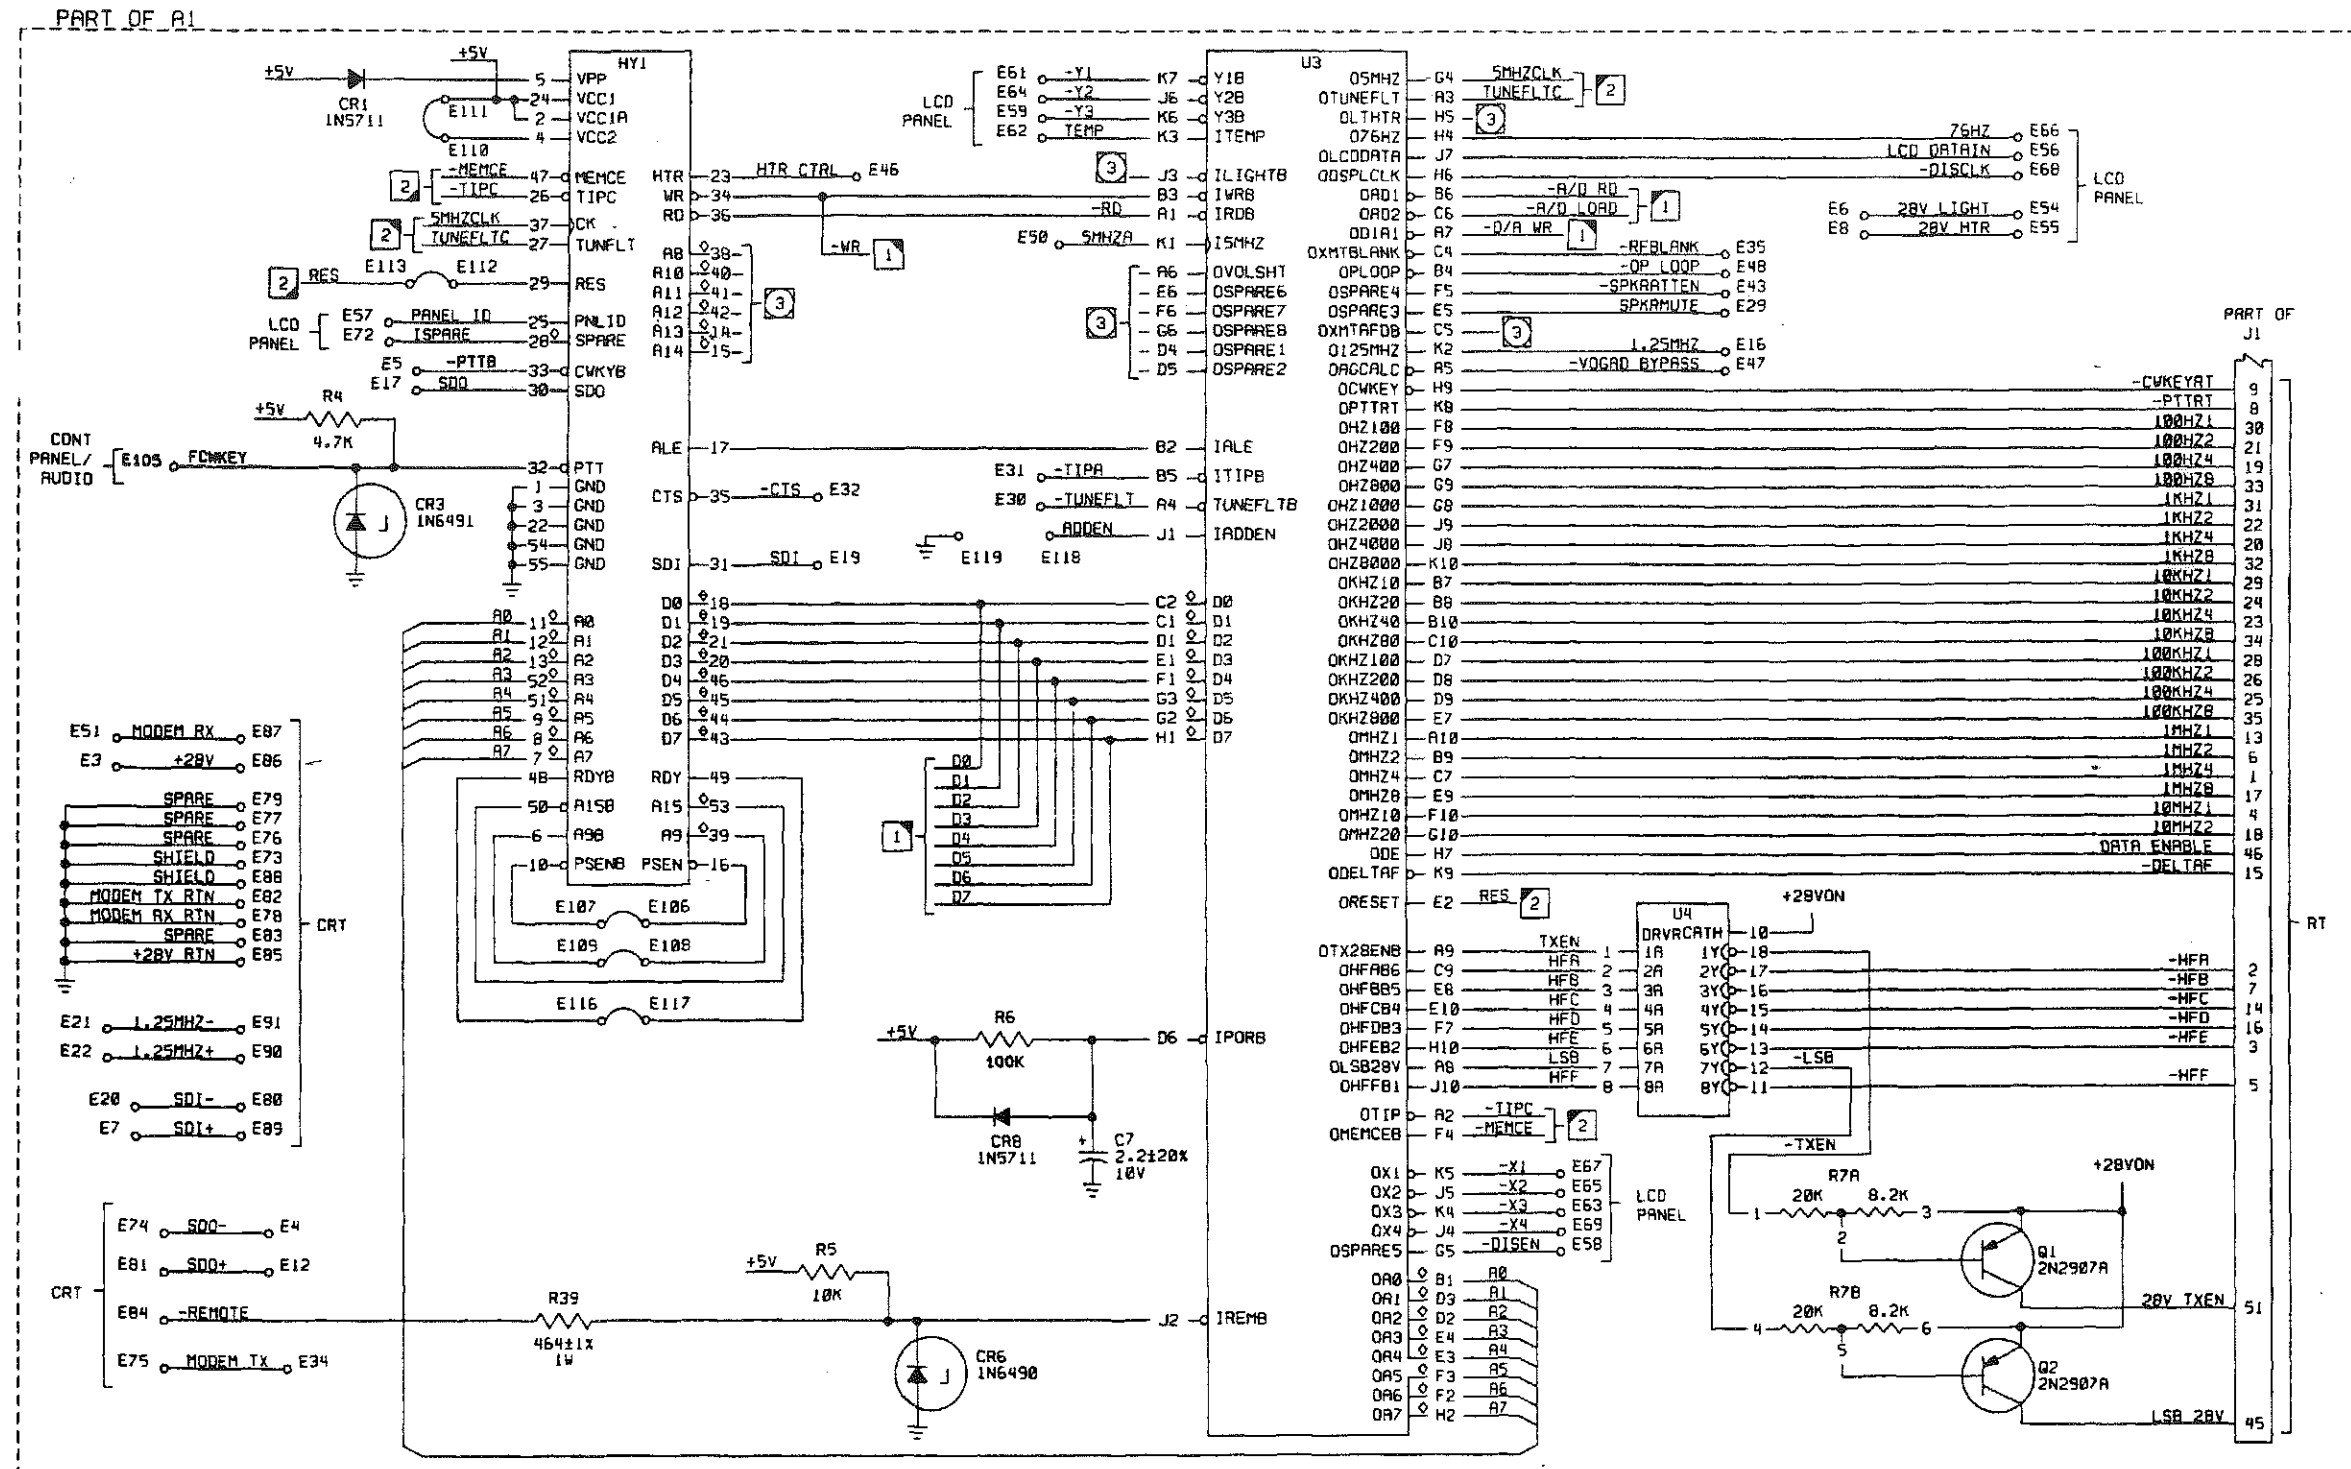 PART OF A1
+5V
+5V
CR1
1N5711
E111
E110
HY1
5 VPP
24 VCC1
2 VCC1A
4 VCC2
2 -MEMCE 47 MEMCE
-TIPC 26 TIPC
2 5MHZCLK 37 CK
TUNEFLTC 27 TUNFLT
2 RES E113 E112 29 RES
LCD PANEL
E57 PANEL ID 25 PNLID
E72 ISPARE 28 SPARE
E5 -PTTB 33 CWKYB
E17 SDO 30 SDO
+5V R4
4.7K
CONT PANEL/ AUDIO
E105 FCWKEY 32 PTT
CR3
1N6491
1 GND
3 GND
22 GND
54 GND
55 GND
A0 11 A0
A1 12 A1
A2 13 A2
A3 52 A3
A4 51 A4
A5 9 A5
A6 8 A6
A7 7 A7
48 RDYB
50 A15B
6 A9B
10 PSENB
HTR 23 HTR CTRL E46
WR 34
RD 36 -RD
-WR 1
A8 38
A10 40
A11 41
A12 42
A13 14
A14 15
3
ALE 17
CTS 35 -CTS E32
SDI 31 SDI E19
D0 18
D1 19
D2 21
D3 20
D4 46
D5 45
D6 44
D7 43
RDY 49
A15 53
A9 39
PSEN 16
E107 E106
E109 E108
E116 E117
1
D0
D1
D2
D3
D4
D5
D6
D7
E51 MODEM RX E87
E3 +28V E86
SPARE E79
SPARE E77
SPARE E76
SHIELD E73
SHIELD E88
MODEM TX RTN E82
MODEM RX RTN E78
SPARE E83
+28V RTN E85
CRT
E21 1.25MHZ- E91
E22 1.25MHZ+ E90
E20 SDI- E80
E7 SDI+ E89
CRT
E74 SDO- E4
E81 SDO+ E12
E84 -REMOTE
E75 MODEM TX E34
R39
464±1%
1W
+5V R5
10K
CR6
1N6490
+5V R6
100K
CR8
1N5711
C7
2.2±20%
10V
+
U3
LCD PANEL
E61 -Y1 K7 Y1B
E64 -Y2 J6 Y2B
E59 -Y3 K6 Y3B
E62 TEMP K3 ITEMP
3 J3 ILIGHTB
B3 IWRB
A1 IRDB
E50 5MHZA K1 I5MHZ
3
A6 OVOLSHT
E6 OSPARE6
F6 OSPARE7
G6 OSPARE8
D4 OSPARE1
D5 OSPARE2
B2 IALE
E31 -TIPA B5 ITIPB
E30 -TUNEFLT A4 TUNEFLTB
E119 E118 ADDEN J1 IADDEN
C2 D0
C1 D1
D1 D2
E1 D3
F1 D4
G3 D5
G2 D6
H1 D7
D6 IPORB
J2 IREMB
O5MHZ G4 5MHZCLK
OTUNEFLT A3 TUNEFLTC 2
OLTHTR H5 3
O76HZ H4 76HZ E66
OLCDDATA J7 LCD DATAIN E56
ODSPLCLK H6 -DISCLK E68
LCD PANEL
OAD1 B6 -A/D RD
OAD2 C6 -A/D LOAD 1
E6 28V LIGHT E54
E8 28V HTR E55
OD1A1 A7 -D/A WR 1
OXMTBLANK C4 -RFBLANK E35
OPLOOP B4 -OP LOOP E48
OSPARE4 F5 -SPKRATTEN E43
OSPARE3 E5 SPKRMUTE E29
OXMTAFDB C5 3
O125MHZ K2 1.25MHZ E16
OAGCALC A5 -VOGAD BYPASS E47
PART OF
J1
OCWKEY H9 -CWKEYRT 9
OPTTRT K8 -PTTRT 8
OHZ100 F8 100HZ1 30
OHZ200 F9 100HZ2 21
OHZ400 G7 100HZ4 19
OHZ800 G9 100HZ8 33
OHZ1000 G8 1KHZ1 31
OHZ2000 J9 1KHZ2 22
OHZ4000 J8 1KHZ4 20
OHZ8000 K10 1KHZ8 32
OKHZ10 B7 10KHZ1 29
OKHZ20 B8 10KHZ2 24
OKHZ40 B10 10KHZ4 23
OKHZ80 C10 10KHZ8 34
OKHZ100 D7 100KHZ1 28
OKHZ200 D8 100KHZ2 26
OKHZ400 D9 100KHZ4 25
OKHZ800 E7 100KHZ8 35
OMHZ1 A10 1MHZ1 13
OMHZ2 B9 1MHZ2 6
OMHZ4 C7 1MHZ4 1
OMHZ8 E9 1MHZ8 17
OMHZ10 F10 10MHZ1 4
OMHZ20 G10 10MHZ2 18
ODE H7 DATA ENABLE 46
ODELTAF K9 -DELTAF 15
ORESET E2 RES 2
RT
U4
+28VON
DRVRCATH 10
OTX28ENB A9 TXEN 1 1A 1Y 18
OHFAB6 C9 HFA 2 2A 2Y 17 -HFA 2
OHFBB5 E8 HFB 3 3A 3Y 16 -HFB 7
OHFCB4 E10 HFC 4 4A 4Y 15 -HFC 14
OHFDB3 F7 HFD 5 5A 5Y 14 -HFD 16
OHFEB2 H10 HFE 6 6A 6Y 13 -HFE 3
OLSB28V A8 LSB 7 7A 7Y 12 -LSB
OHFFB1 J10 HFF 8 8A 8Y 11 -HFF 5
OTIP A2 -TIPC
OMEMCEB F4 -MEMCE 2
-TXEN
OX1 K5 -X1 E67
OX2 J5 -X2 E65
OX3 K4 -X3 E63
OX4 J4 -X4 E69
OSPARE5 G5 -DISEN E58
LCD PANEL
OA0 B1 A0
OA1 D3 A1
OA2 D2 A2
OA3 E4 A3
OA4 E3 A4
OA5 F3 A5
OA6 F2 A6
OA7 H2 A7
+28VON
R7A
1 20K 8.2K 3
2
Q1
2N2907A
28V TXEN 51
R7B
4 20K 8.2K 6
5
Q2
2N2907A
LSB 28V 45